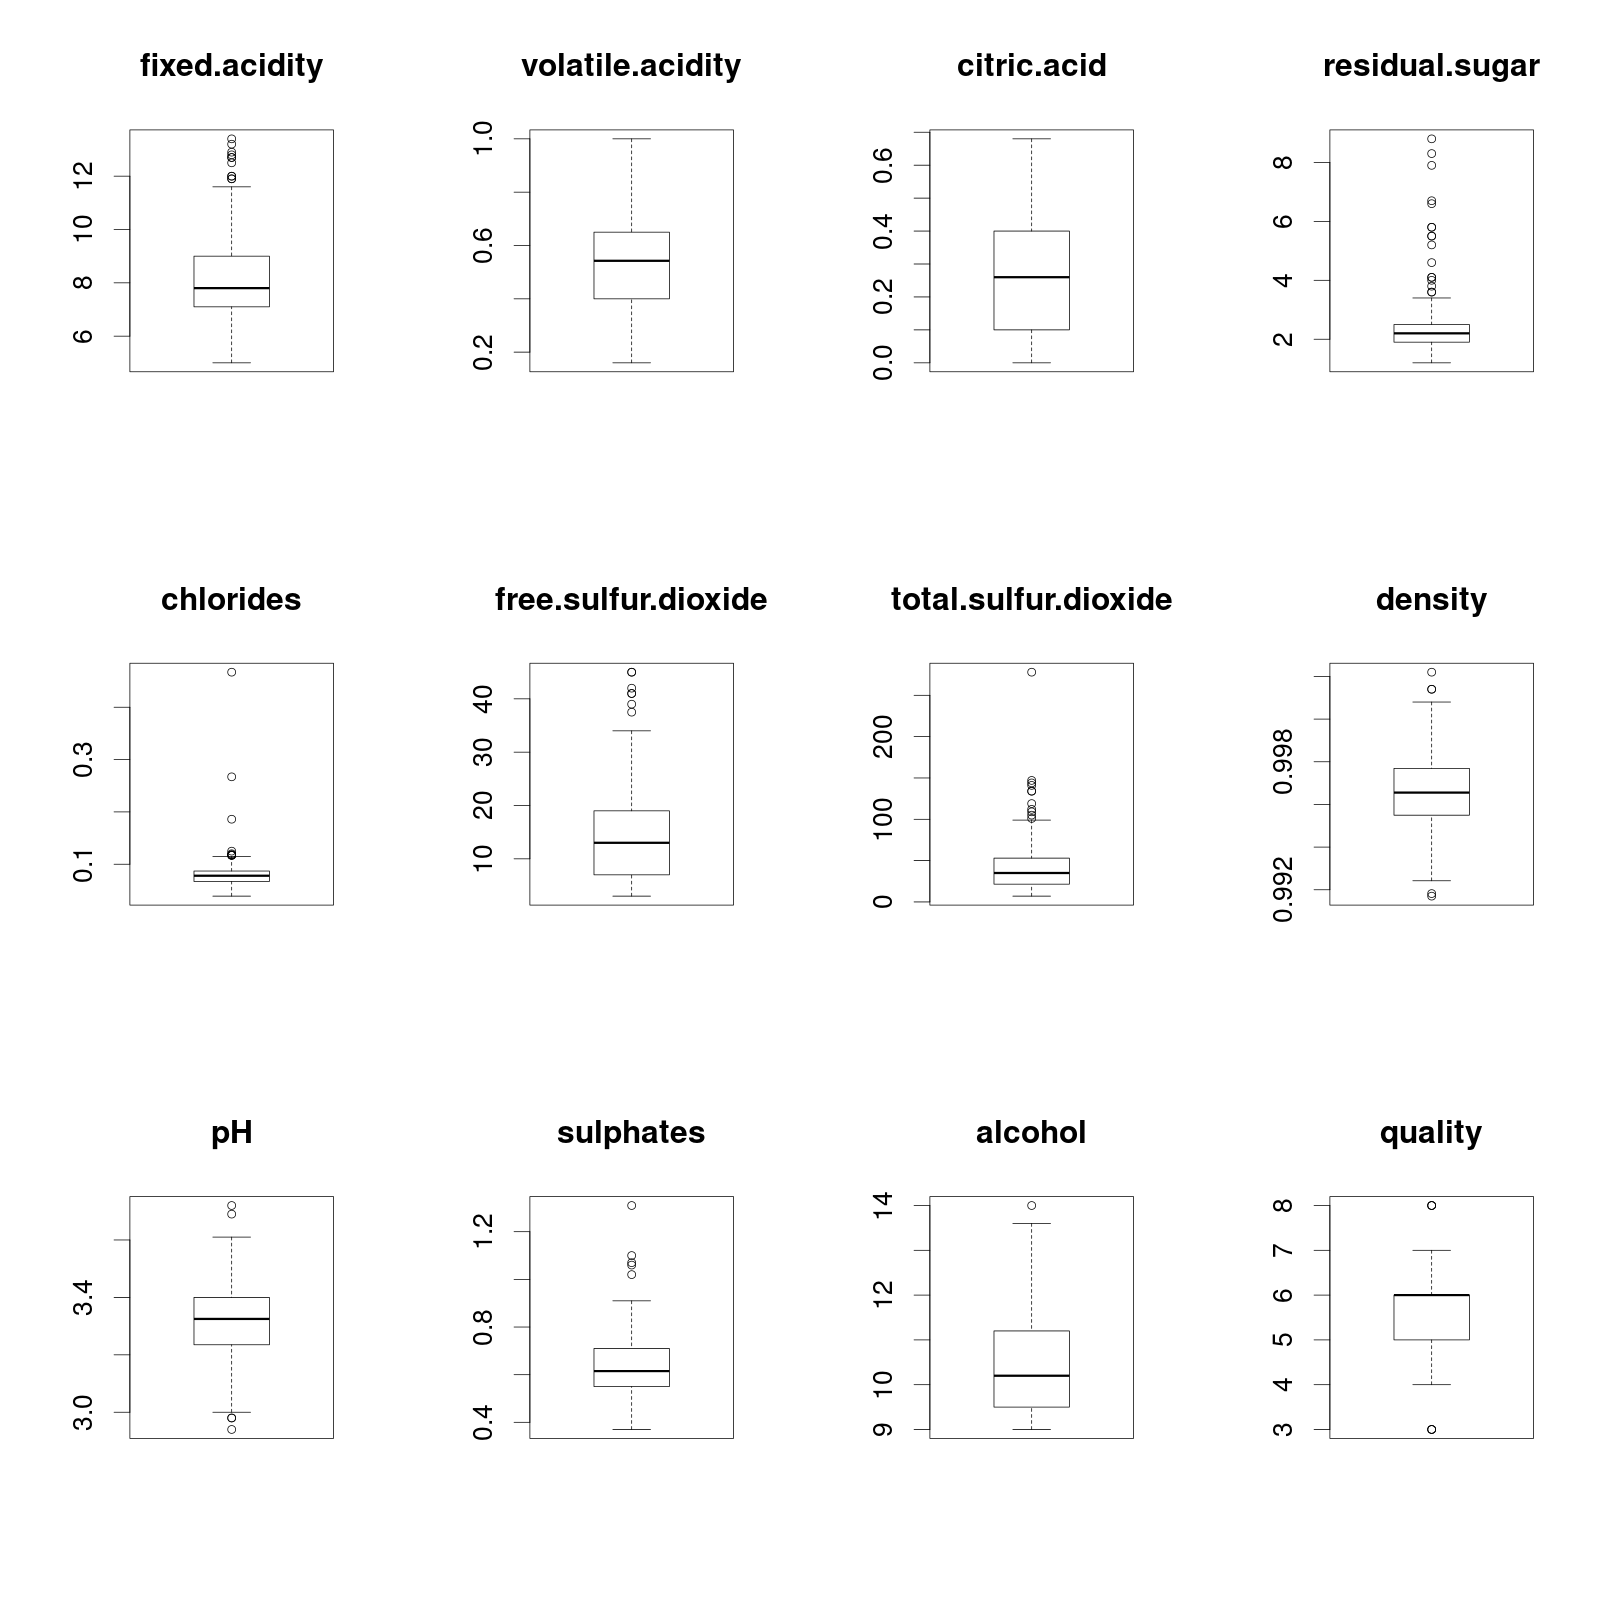 fixed.acidity
volatile.acidity
citric.acid
residual.sugar
6 8 10 12
0.2 0.6 1.0
0.0 0.2 0.4 0.6
2 4 6 8
chlorides
free.sulfur.dioxide
total.sulfur.dioxide
density
0.1 0.3
10 20 30 40
0 100 200
0.992 0.998
pH
sulphates
alcohol
quality
3.0 3.4
0.4 0.8 1.2
9 10 12 14
3 4 5 6 7 8